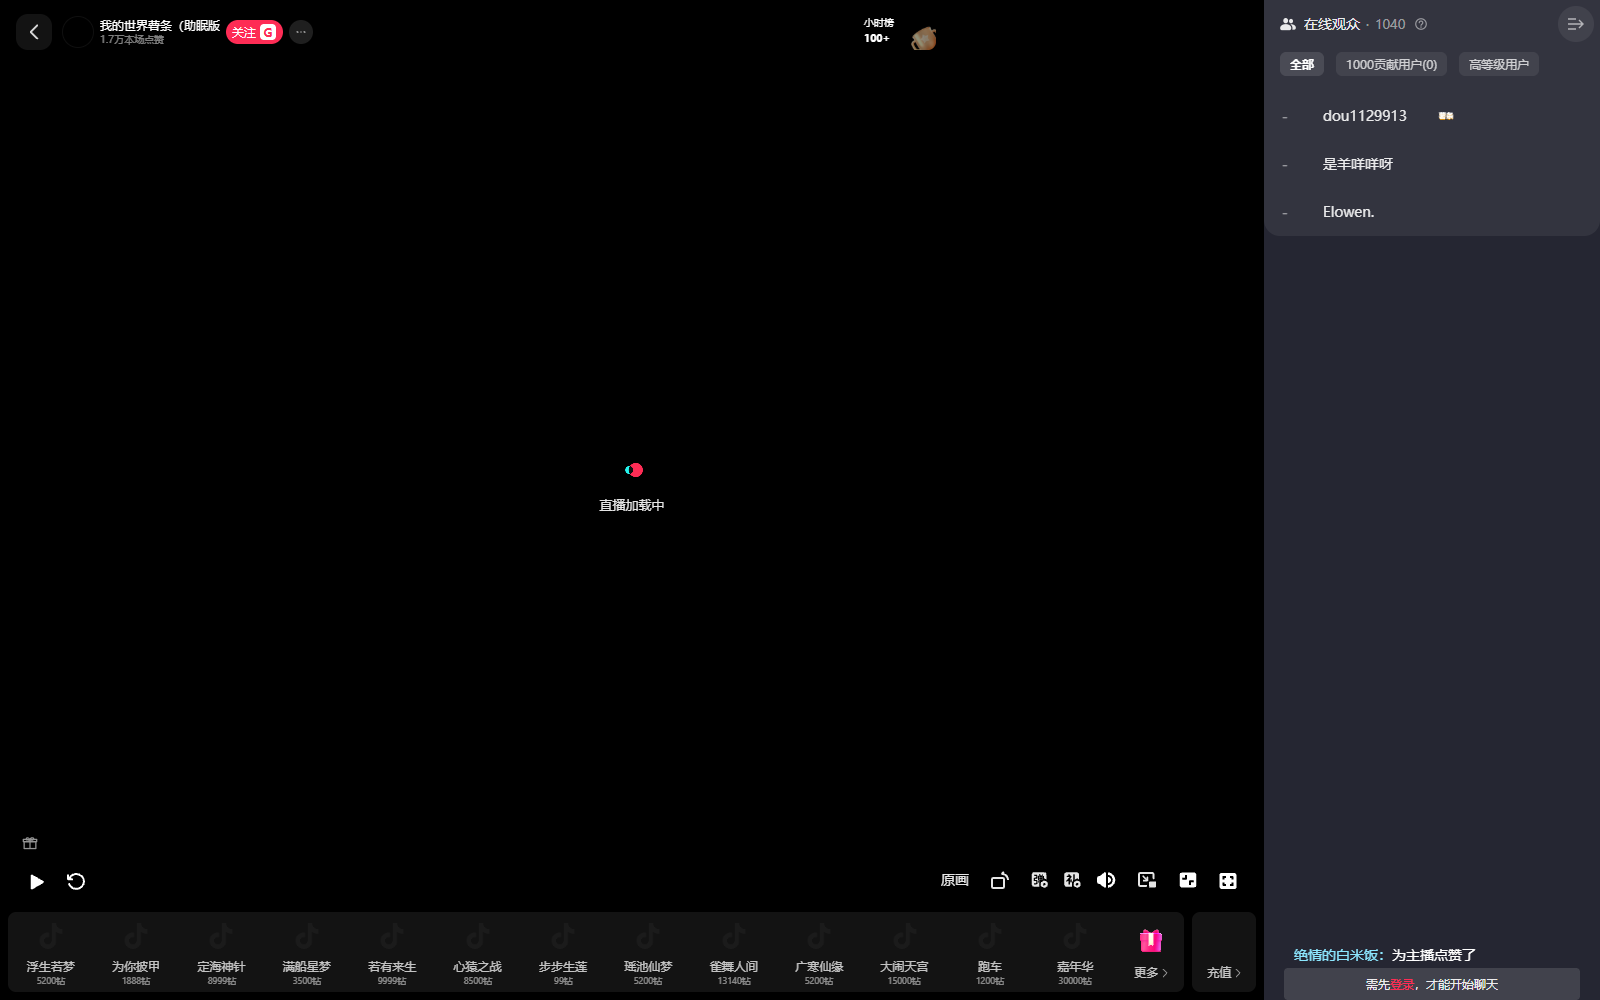 我的世界替条（助眠版
1.7万本场点赞
关注
小时榜
100+
在线观众 · 1040
全部
1000贡献用户(0)
高等级用户
- dou1129913
- 是羊咩咩呀
- Elowen.
直播加载中
原画
浮生若梦
5200钻
为你披甲
1888钻
定海神针
8999钻
满船星梦
3500钻
若有来生
9999钻
心猿之战
8500钻
步步生莲
99钻
瑶池仙梦
5200钻
雀舞人间
13140钻
广寒仙缘
5200钻
大闹天宫
15000钻
跑车
1200钻
嘉年华
30000钻
更多
充值
绝情的白米饭：为主播点赞了
需先登录，才能开始聊天